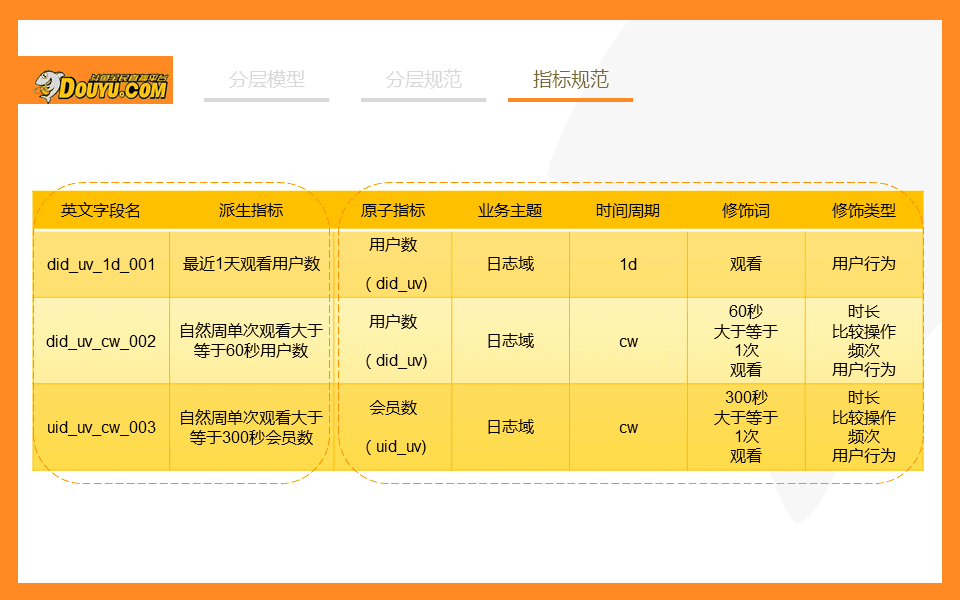 每个人的直播平台
DOUYU.COM
分层模型
分层规范
指标规范
英文字段名
派生指标
原子指标
业务主题
时间周期
修饰词
修饰类型
did_uv_1d_001
最近1天观看用户数
用户数
（did_uv)
日志域
1d
观看
用户行为
did_uv_cw_002
自然周单次观看大于
等于60秒用户数
用户数
（did_uv)
日志域
cw
60秒
大于等于
1次
观看
时长
比较操作
频次
用户行为
uid_uv_cw_003
自然周单次观看大于
等于300秒会员数
会员数
（uid_uv)
日志域
cw
300秒
大于等于
1次
观看
时长
比较操作
频次
用户行为